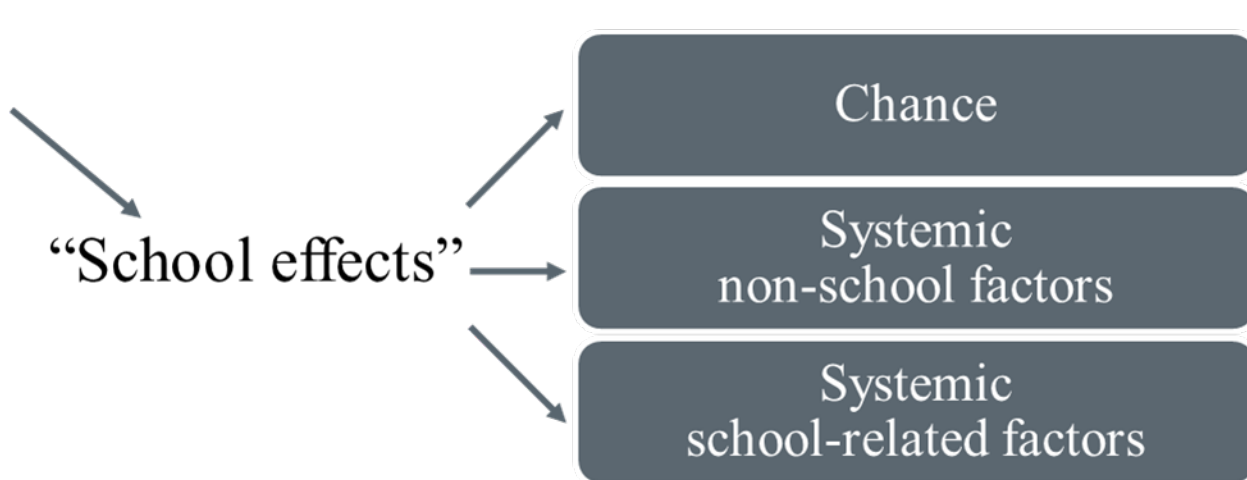 Chance
“School effects”
Systemic
non-school factors
Systemic
school-related factors